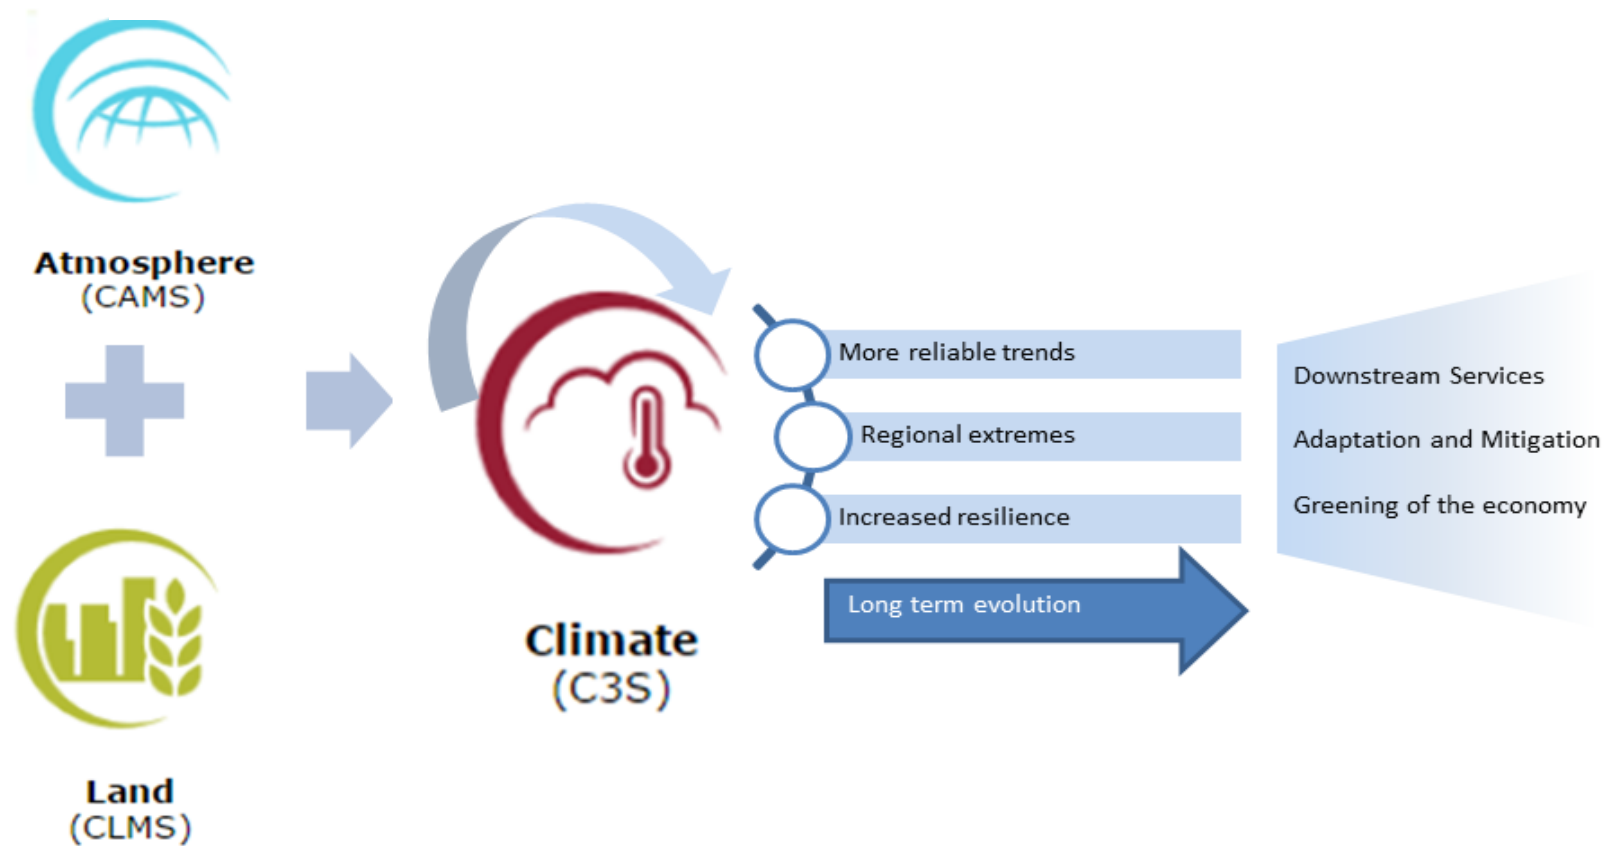 Atmosphere
(CAMS)
Land
(CLMS)
Climate
(C3S)
More reliable trends
Regional extremes
Increased resilience
Long term evolution
Downstream Services
Adaptation and Mitigation
Greening of the economy